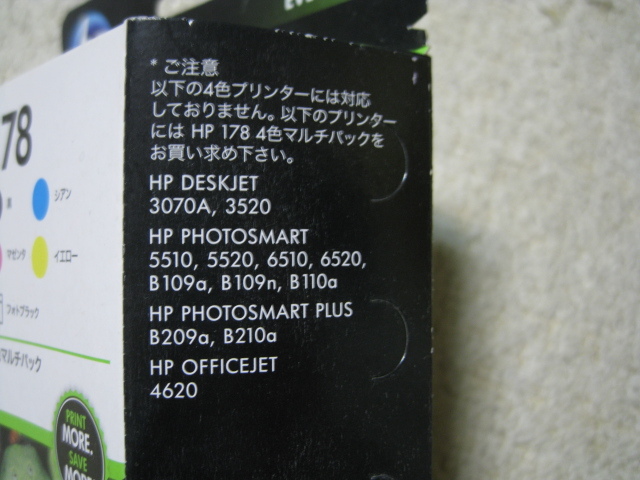 * ご注意
以下の4色プリンターには対応
しておりません。以下のプリンター
には HP 178 4色マルチパックを
お買い求め下さい。
HP DESKJET
3070A, 3520
HP PHOTOSMART
5510, 5520, 6510, 6520,
B109a, B109n, B110a
HP PHOTOSMART PLUS
B209a, B210a
HP OFFICEJET
4620
78
黒
シアン
マゼンタ
イエロー
フォトブラック
マルチパック
PRINT
MORE.
SAVE
MORE